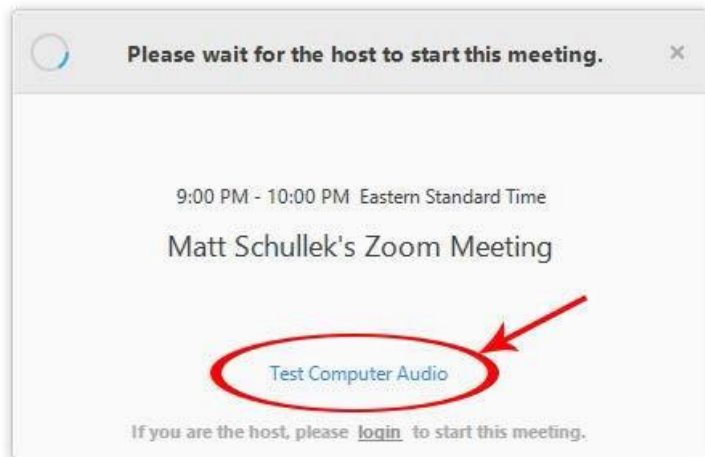 Please wait for the host to start this meeting.
9:00 PM - 10:00 PM Eastern Standard Time
Matt Schullek's Zoom Meeting
Test Computer Audio
If you are the host, please login to start this meeting.